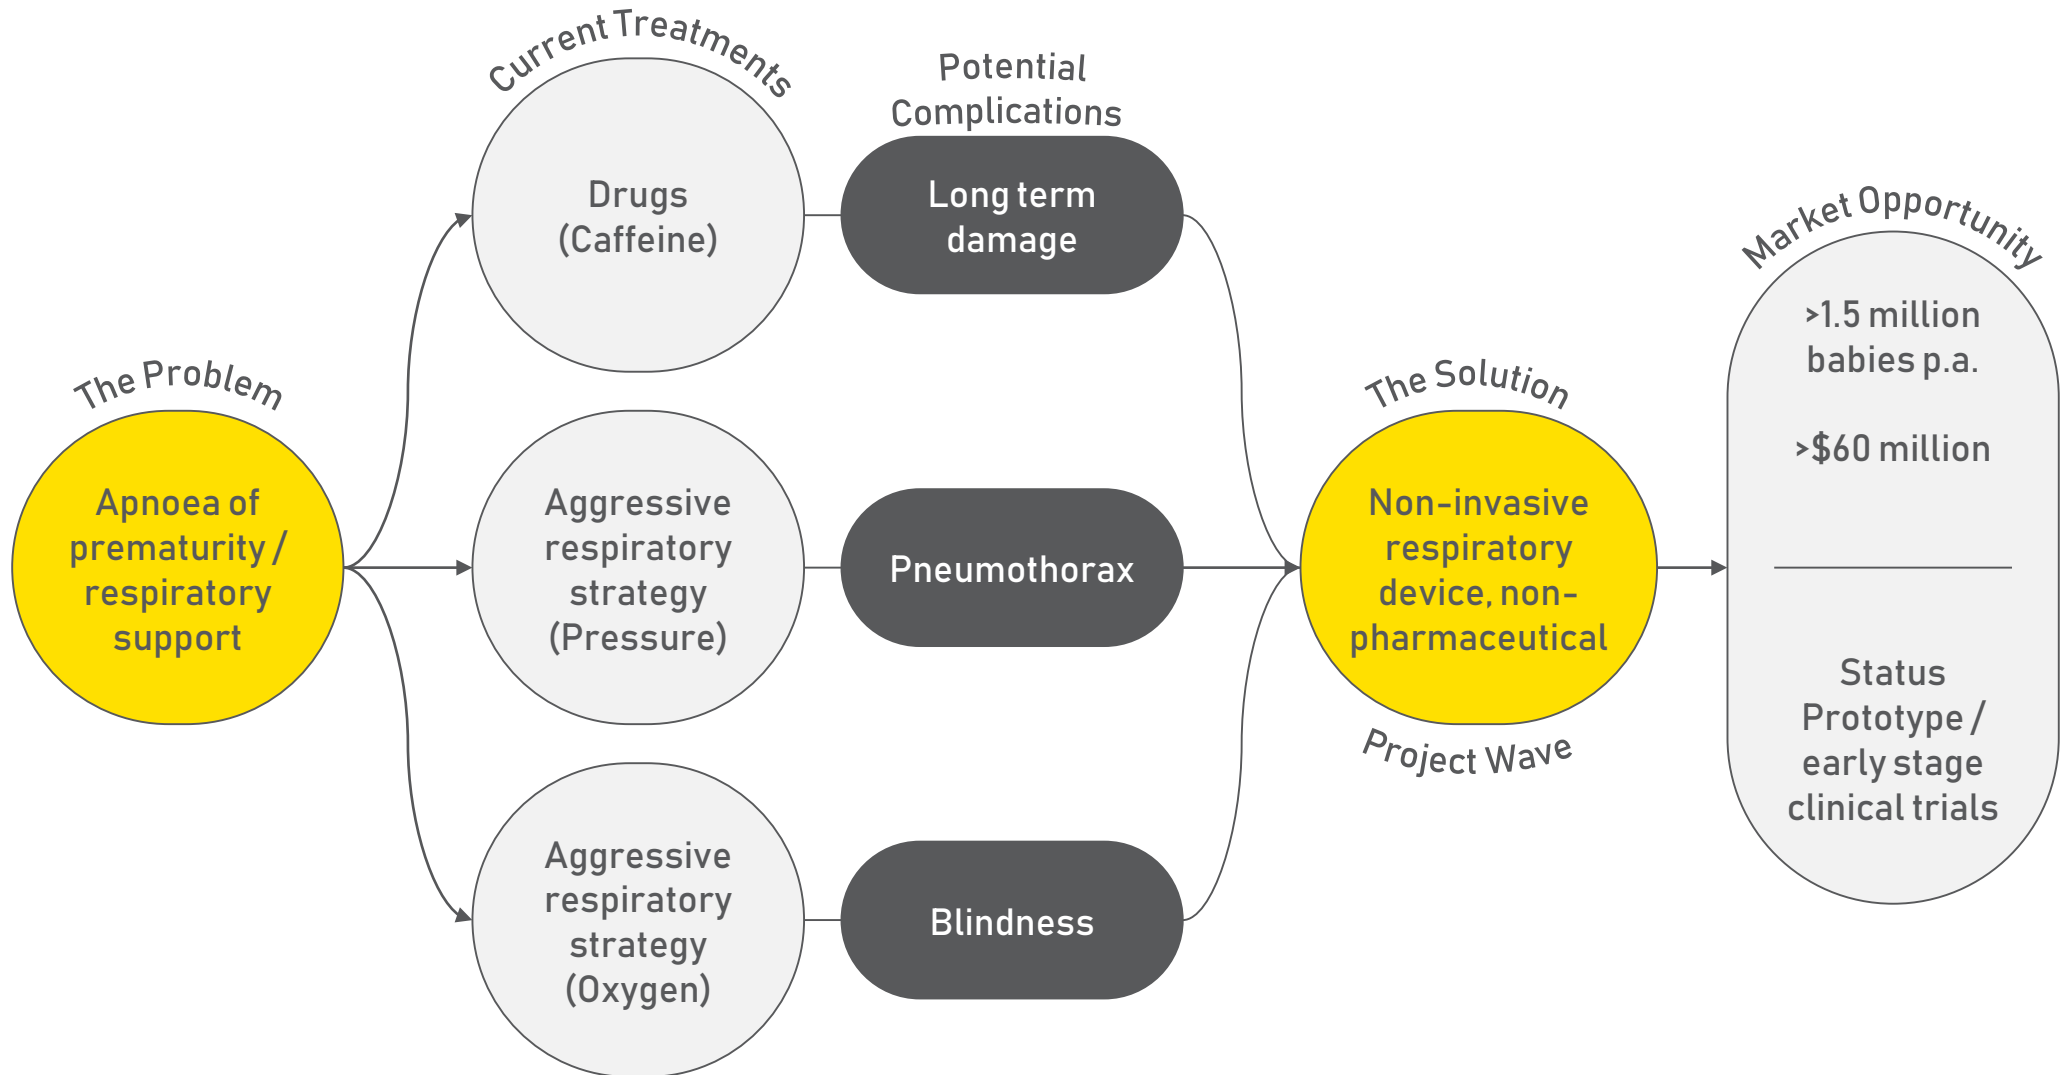 The Problem
Apnoea of
prematurity /
respiratory
support
Current Treatments
Drugs
(Caffeine)
Aggressive
respiratory
strategy
(Pressure)
Aggressive
respiratory
strategy
(Oxygen)
Potential
Complications
Long term
damage
Pneumothorax
Blindness
The Solution
Non-invasive
respiratory
device, non-
pharmaceutical
Project Wave
Market Opportunity
>1.5 million
babies p.a.
>$60 million
Status
Prototype /
early stage
clinical trials